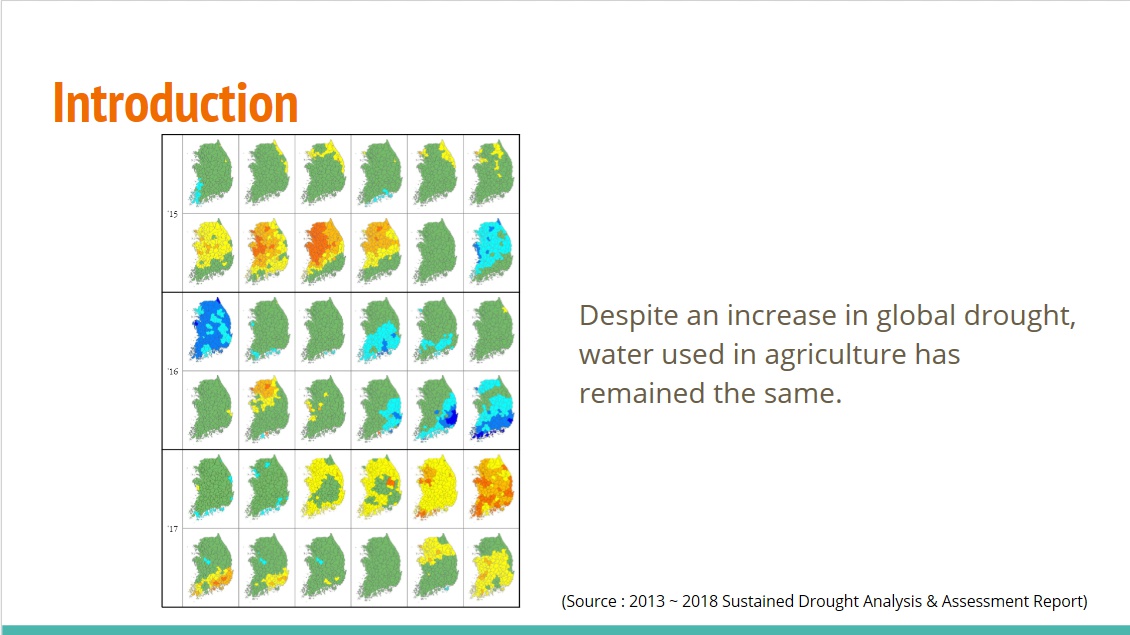 Introduction
'15
'16
'17
Despite an increase in global drought,
water used in agriculture has
remained the same.
(Source : 2013 ~ 2018 Sustained Drought Analysis & Assessment Report)